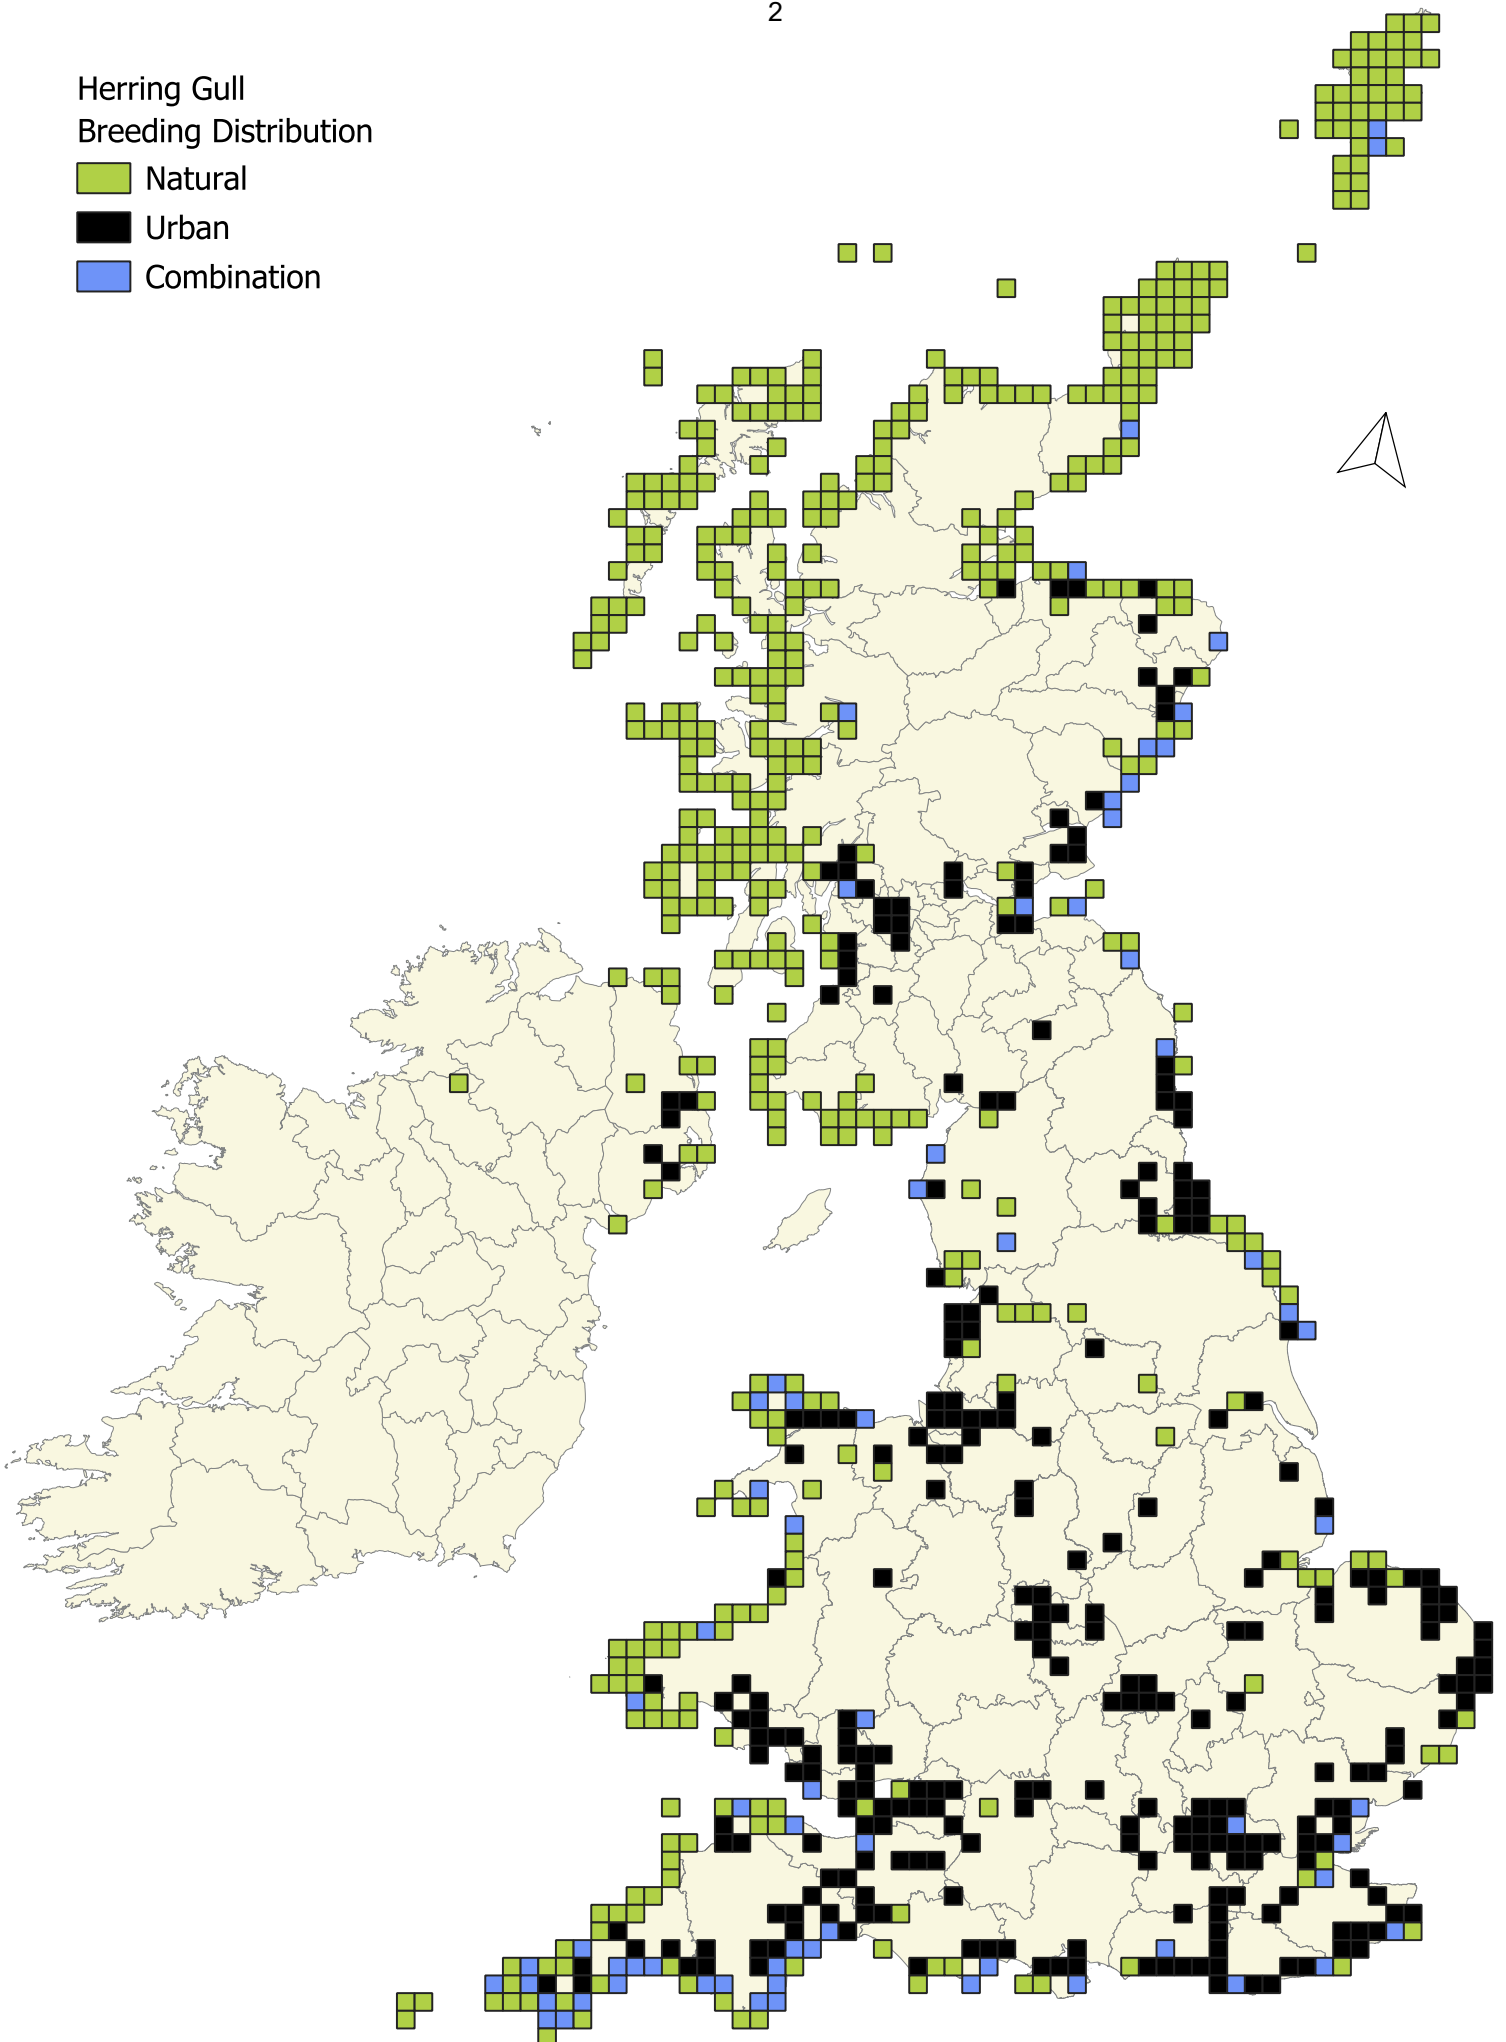 2
Herring Gull
Breeding Distribution
Natural
Urban
Combination